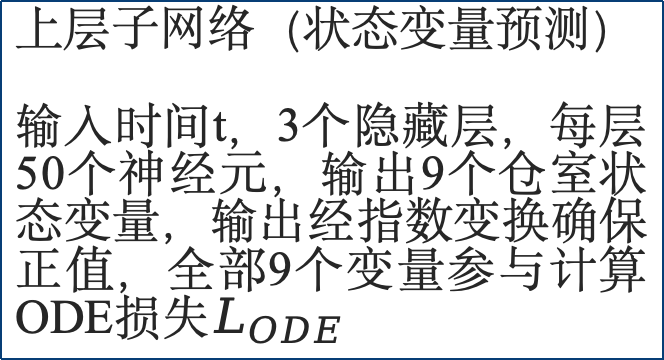 上层子网络（状态变量预测）
输入时间t，3个隐藏层，每层
50个神经元，输出9个仓室状
态变量，输出经指数变换确保
正值，全部9个变量参与计算
ODE损失L_{ODE}